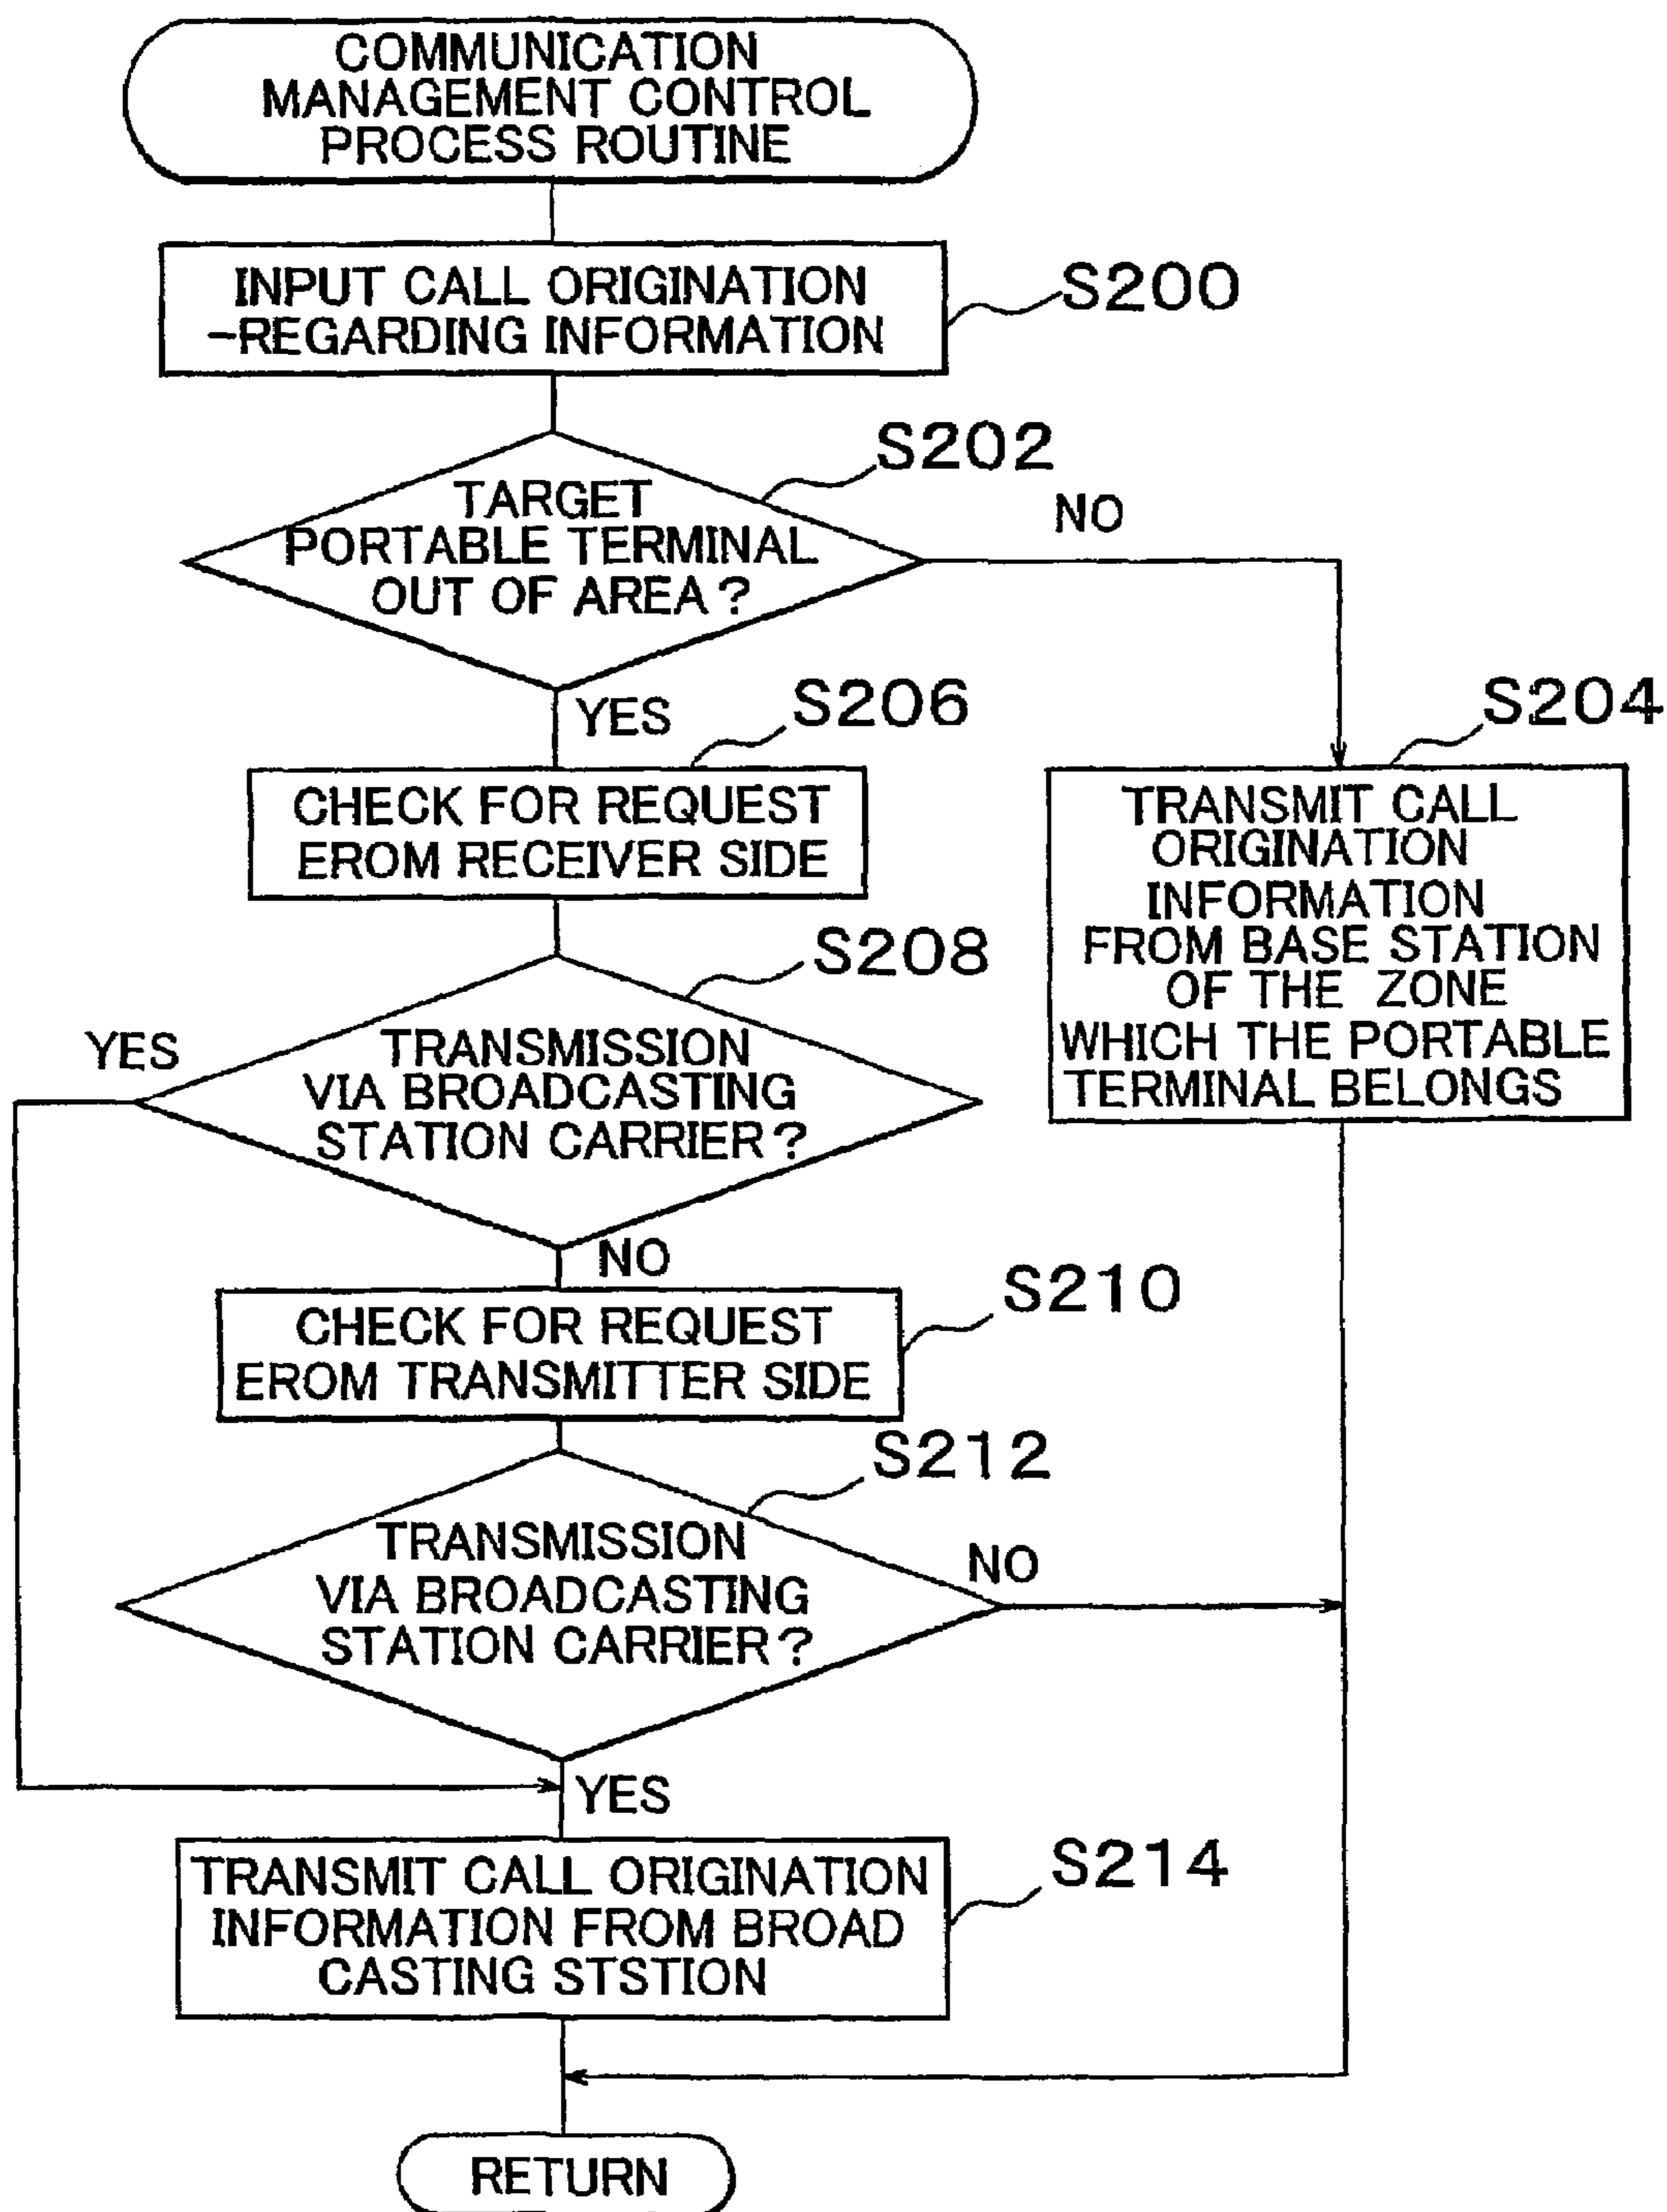 COMMUNICATION
MANAGEMENT CONTROL
PROCESS ROUTINE
INPUT CALL ORIGINATION
-REGARDING INFORMATION
S200
TARGET
PORTABLE TERMINAL
OUT OF AREA?
S202
NO
YES
S206
CHECK FOR REQUEST
EROM RECEIVER SIDE
S204
TRANSMIT CALL
ORIGINATION
INFORMATION
FROM BASE STATION
OF THE ZONE
WHICH THE PORTABLE
TERMINAL BELONGS
S208
YES
TRANSMISSION
VIA BROADCASTING
STATION CARRIER?
NO
S210
CHECK FOR REQUEST
EROM TRANSMITTER SIDE
S212
TRANSMISSION
VIA BROADCASTING
STATION CARRIER?
NO
YES
TRANSMIT CALL ORIGINATION
INFORMATION FROM BROAD
CASTING STSTION
S214
RETURN